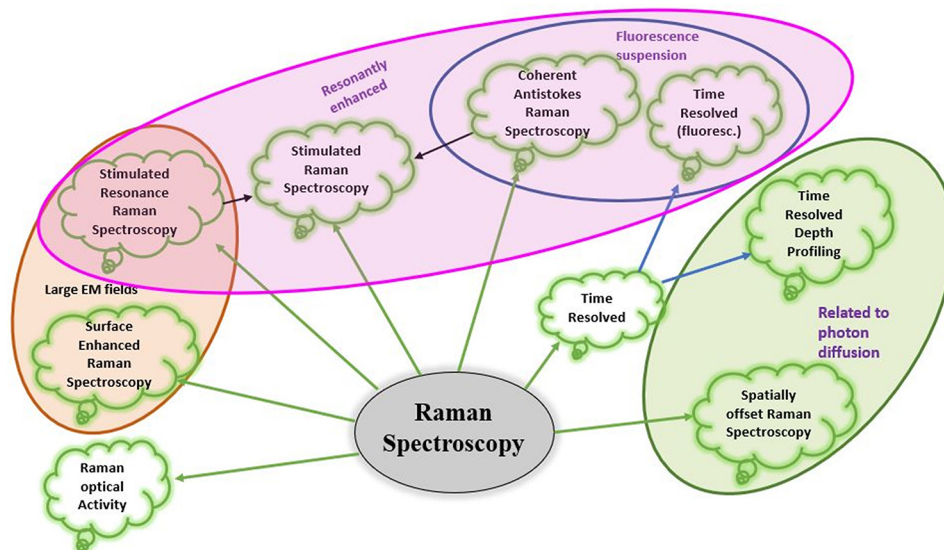 Fluorescence
suspension
Resonantly
enhanced
Coherent
Antistokes
Raman
Spectroscopy
Time
Resolved
(fluoresc.)
Stimulated
Raman
Spectroscopy
Stimulated
Resonance
Raman
Spectroscopy
Time
Resolved
Depth
Profiling
Large EM fields
Time
Resolved
Related to
photon
diffusion
Surface
Enhanced
Raman
Spectroscopy
Raman
Spectroscopy
Spatially
offset Raman
Spectroscopy
Raman
optical
Activity